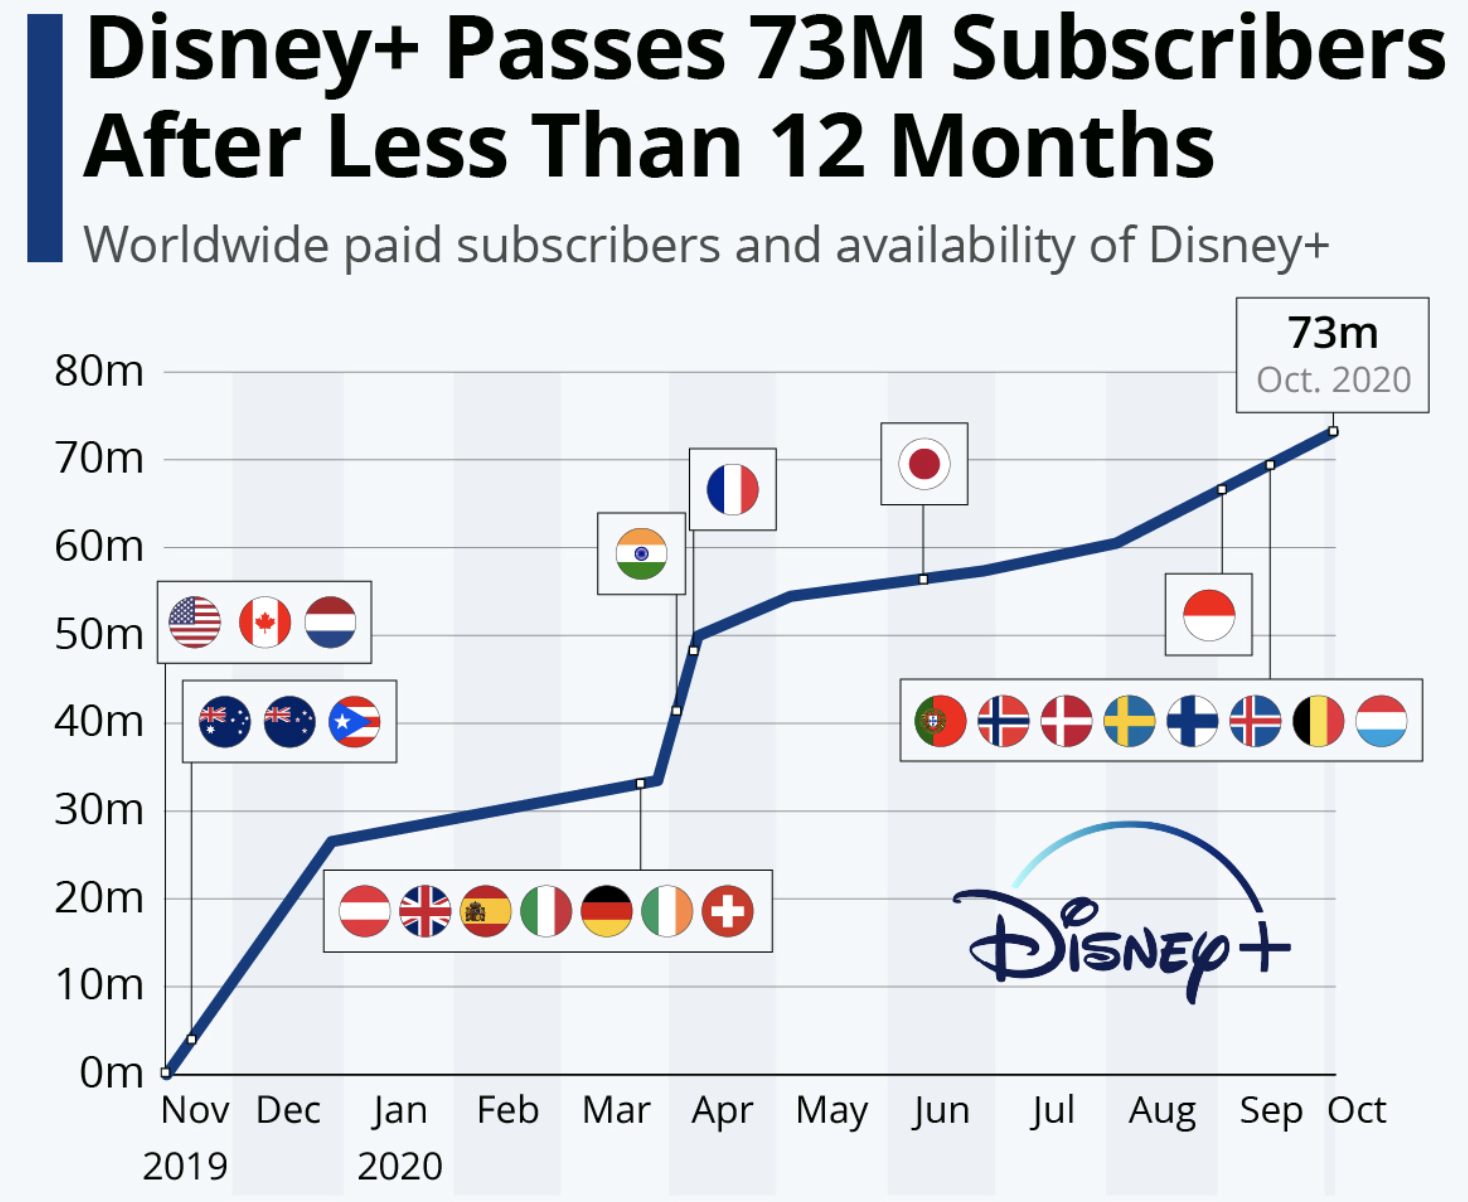 Disney+ Passes 73M Subscribers
After Less Than 12 Months
Worldwide paid subscribers and availability of Disney+
73m
Oct. 2020
80m
70m
60m
50m
40m
30m
20m
10m
0m
Disney+
Nov Dec Jan Feb Mar Apr May Jun Jul Aug Sep Oct
2019 2020